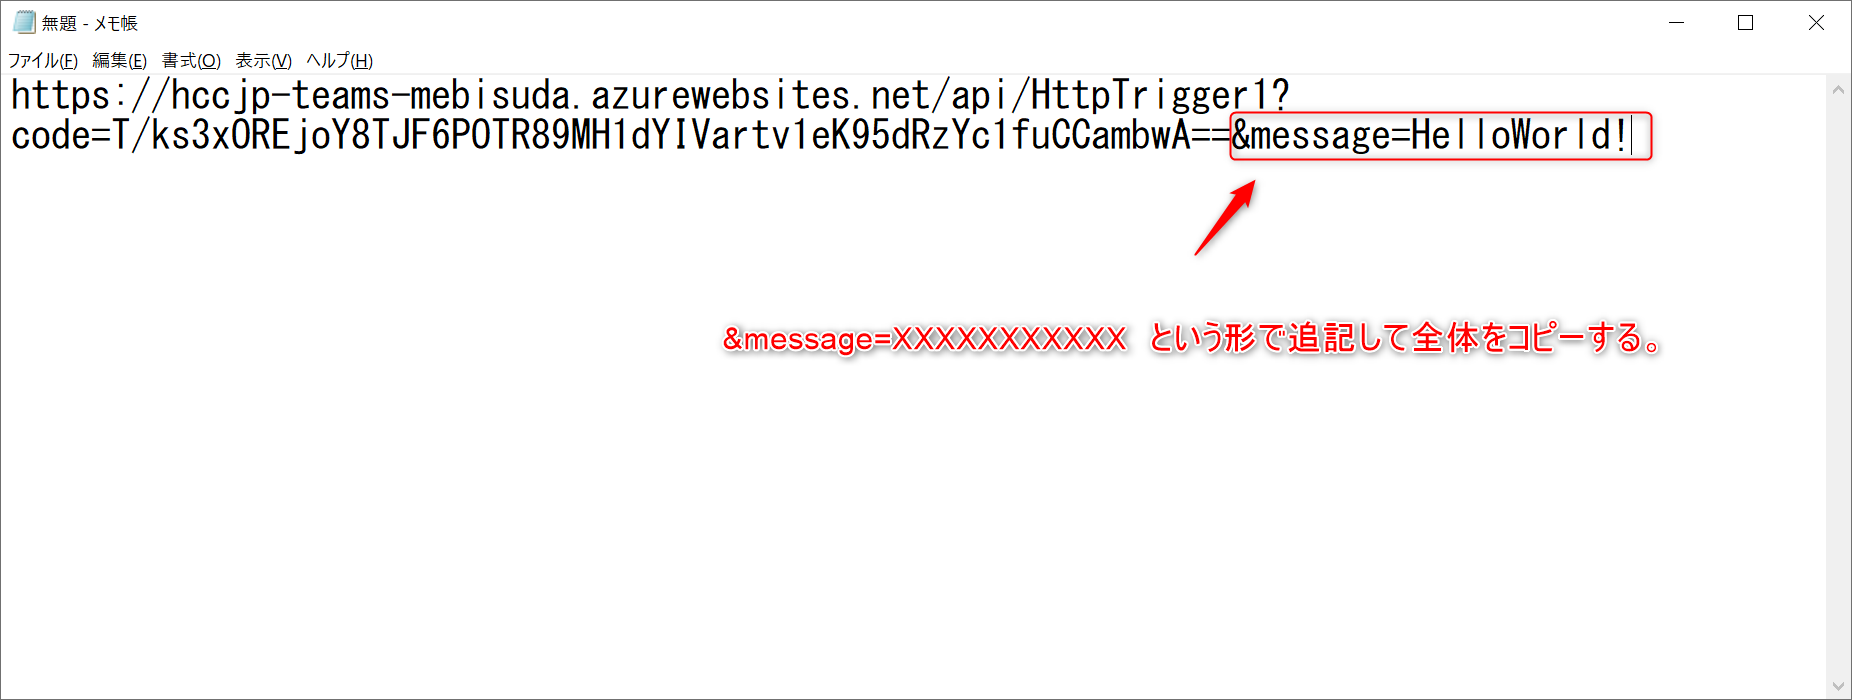 無題 - メモ帳
ファイル(F) 編集(E) 書式(O) 表示(V) ヘルプ(H)
https://hccjp-teams-mebisuda.azurewebsites.net/api/HttpTrigger1?
code=T/ks3xOREjoY8TJF6POTR89MH1dYIVartv1eK95dRzYc1fuCCambwA==&message=HelloWorld!
&message=XXXXXXXXXXX という形で追記して全体をコピーする。